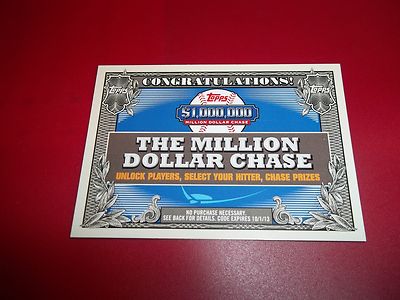 CONGRATULATIONS!
Topps
Topps
Topps
$1,000,000
MILLION DOLLAR CHASE
THE MILLION
DOLLAR CHASE
UNLOCK PLAYERS, SELECT YOUR HITTER, CHASE PRIZES
NO PURCHASE NECESSARY.
SEE BACK FOR DETAILS. CODE EXPIRES 10/1/13